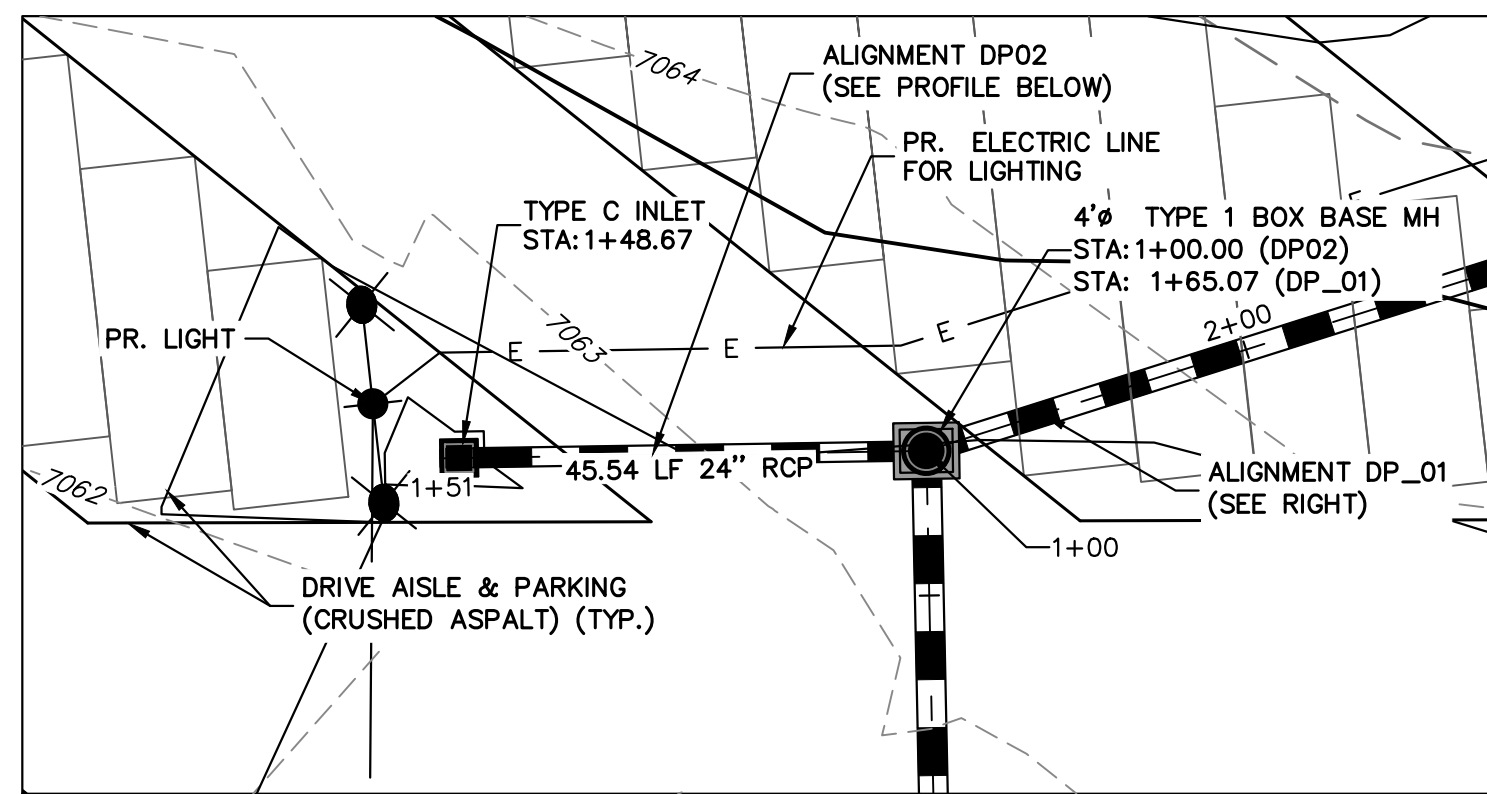 7064
ALIGNMENT DP02
(SEE PROFILE BELOW)
PR. ELECTRIC LINE
FOR LIGHTING
E
TYPE C INLET
STA:1+48.67
4'ø TYPE 1 BOX BASE MH
STA:1+00.00 (DP02)
STA: 1+65.07 (DP_01)
PR. LIGHT
7063
E
E
E
2+00
45.54 LF 24" RCP
1+51
7062
ALIGNMENT DP_01
(SEE RIGHT)
1+00
DRIVE AISLE & PARKING
(CRUSHED ASPALT) (TYP.)